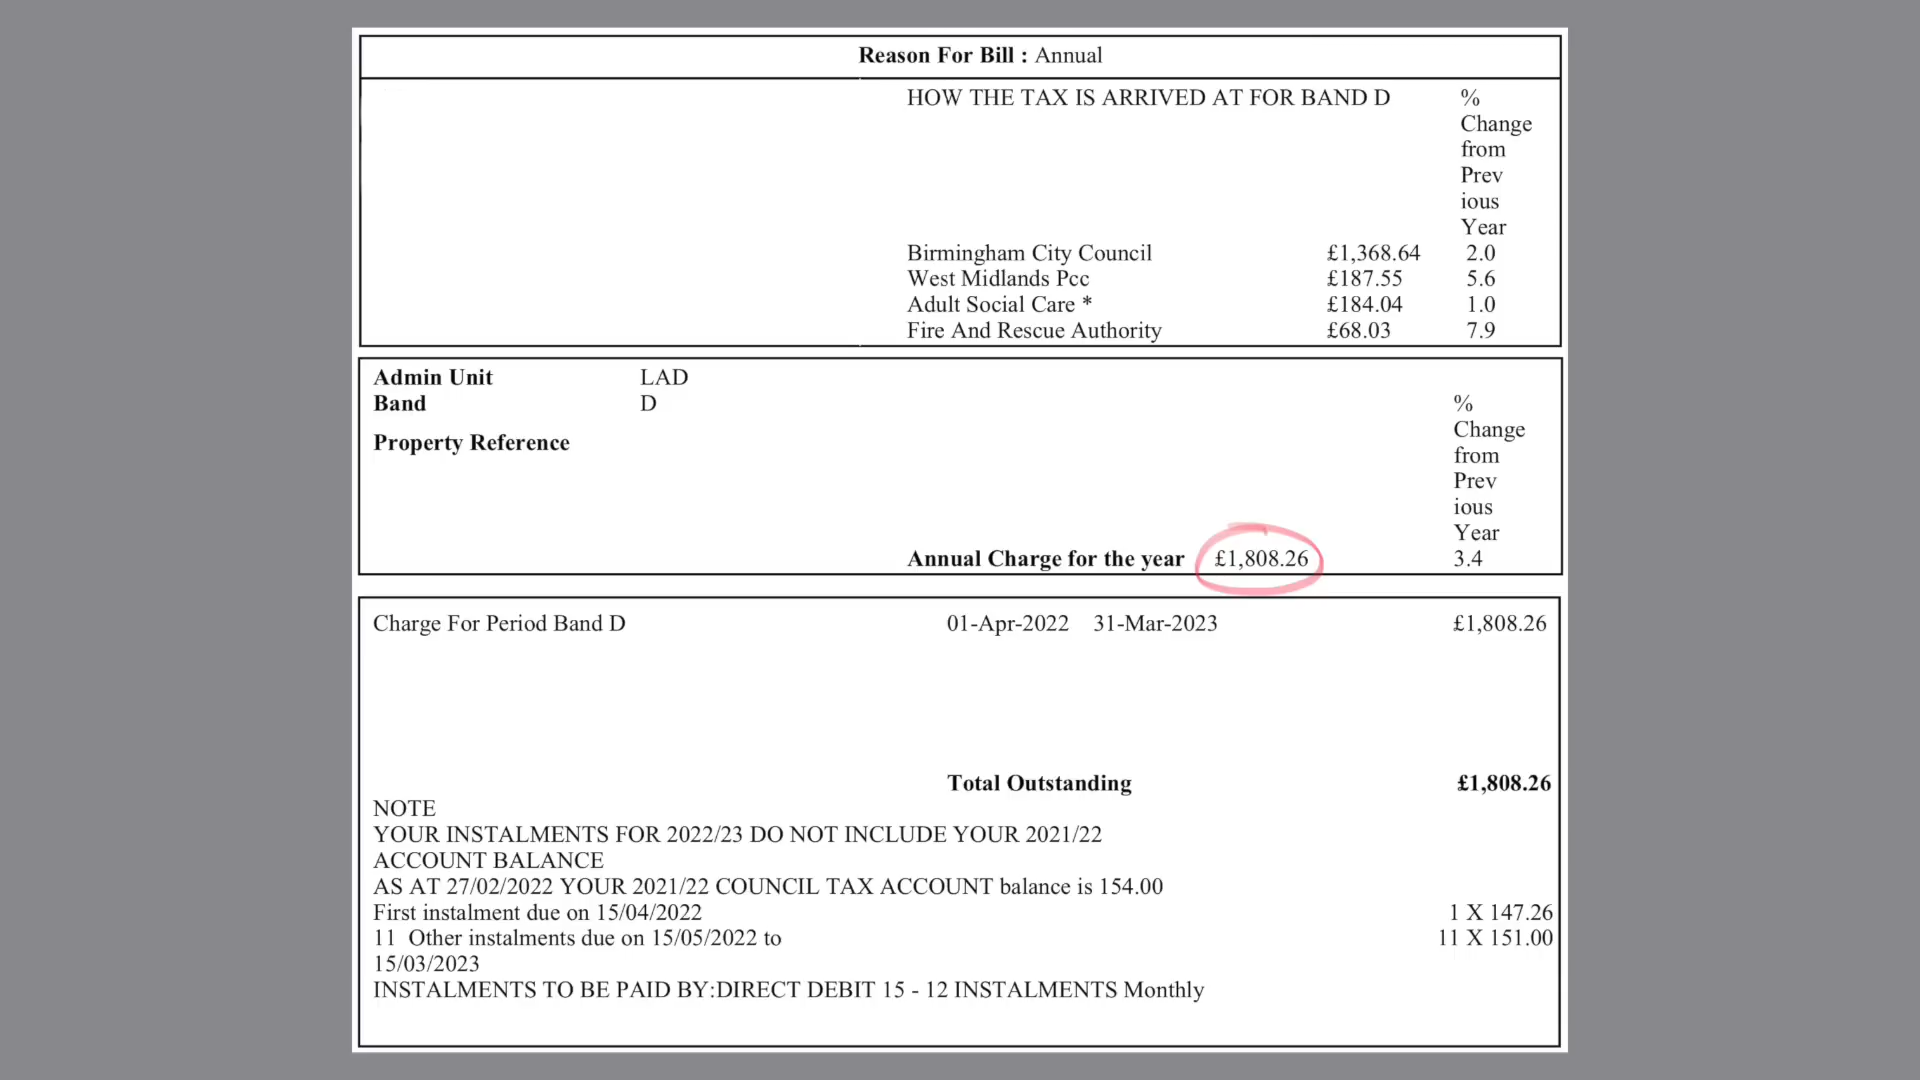 Reason For Bill : Annual
HOW THE TAX IS ARRIVED AT FOR BAND D
%
Change
from
Prev
ious
Year
Birmingham City Council £1,368.64 2.0
West Midlands Pcc £187.55 5.6
Adult Social Care * £184.04 1.0
Fire And Rescue Authority £68.03 7.9
Admin Unit LAD
Band D
Property Reference
%
Change
from
Prev
ious
Year
Annual Charge for the year £1,808.26 3.4
Charge For Period Band D 01-Apr-2022 31-Mar-2023 £1,808.26
Total Outstanding £1,808.26
NOTE
YOUR INSTALMENTS FOR 2022/23 DO NOT INCLUDE YOUR 2021/22
ACCOUNT BALANCE
AS AT 27/02/2022 YOUR 2021/22 COUNCIL TAX ACCOUNT balance is 154.00
First instalment due on 15/04/2022 1 X 147.26
11 Other instalments due on 15/05/2022 to 11 X 151.00
15/03/2023
INSTALMENTS TO BE PAID BY:DIRECT DEBIT 15 - 12 INSTALMENTS Monthly